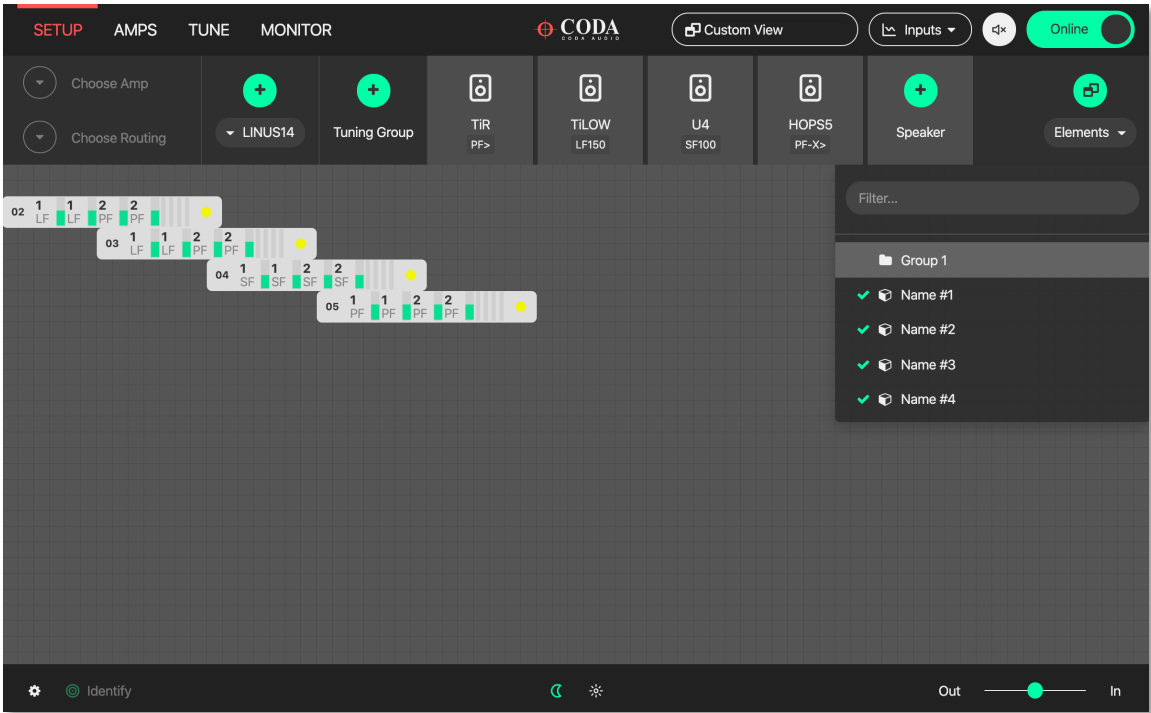 SETUP AMPS TUNE MONITOR CODA Custom View Inputs Online
CODA AUDIO
Choose Amp
Choose Routing
LINUS14 Tuning Group TiR TiLOW U4 HOPS5 Speaker Elements
PF> LF150 SF100 PF-X>
Filter...
Group 1
Name #1
Name #2
Name #3
Name #4
02 1 1 2 2
LF LF PF PF
03 1 1 2 2
LF LF PF PF
04 1 1 2 2
SF SF SF SF
05 1 1 2 2
PF PF PF PF
Identify Out In